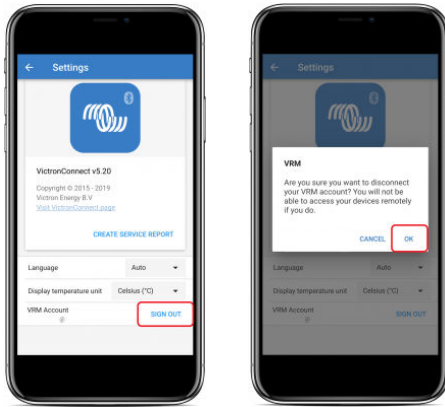 Settings
VictronConnect v5.20
Copyright © 2015 - 2019
Victron Energy B.V
Visit VictronConnect page
CREATE SERVICE REPORT
Language Auto
Display temperature unit Celsius (°C)
VRM Account SIGN OUT
Settings
VRM
Are you sure you want to disconnect
your VRM account? You will not be
able to access your devices remotely
if you do.
CANCEL OK
Language Auto
Display temperature unit Celsius (°C)
VRM Account SIGN OUT